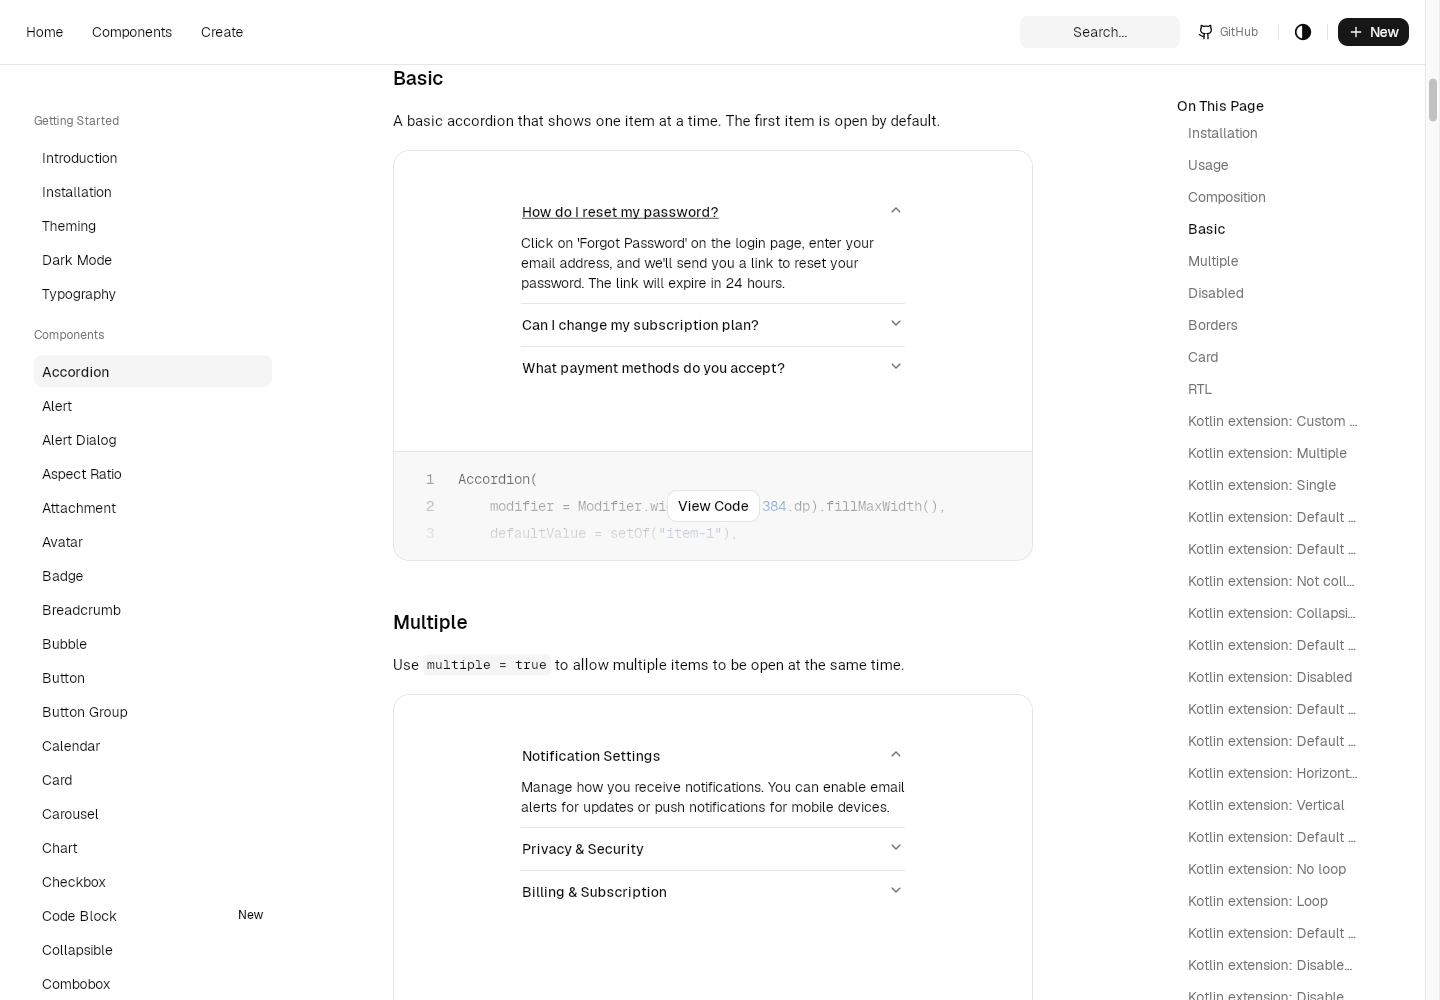 Home
Components
Create
Search...
GitHub
New
Getting Started
Introduction
Installation
Theming
Dark Mode
Typography
Components
Accordion
Alert
Alert Dialog
Aspect Ratio
Attachment
Avatar
Badge
Breadcrumb
Bubble
Button
Button Group
Calendar
Card
Carousel
Chart
Checkbox
Code Block
New
Collapsible
Combobox
Basic
A basic accordion that shows one item at a time. The first item is open by default.
How do I reset my password?
Click on 'Forgot Password' on the login page, enter your
email address, and we'll send you a link to reset your
password. The link will expire in 24 hours.
Can I change my subscription plan?
What payment methods do you accept?
1 Accordion(
2 modifier = Modifier.wi 384.dp).fillMaxWidth(),
View Code
3 defaultValue = setOf("item-1"),
Multiple
Use multiple = true to allow multiple items to be open at the same time.
Notification Settings
Manage how you receive notifications. You can enable email
alerts for updates or push notifications for mobile devices.
Privacy & Security
Billing & Subscription
On This Page
Installation
Usage
Composition
Basic
Multiple
Disabled
Borders
Card
RTL
Kotlin extension: Custom ...
Kotlin extension: Multiple
Kotlin extension: Single
Kotlin extension: Default ...
Kotlin extension: Default ...
Kotlin extension: Not coll...
Kotlin extension: Collapsi...
Kotlin extension: Default ...
Kotlin extension: Disabled
Kotlin extension: Default ...
Kotlin extension: Default ...
Kotlin extension: Horizont...
Kotlin extension: Vertical
Kotlin extension: Default ...
Kotlin extension: No loop
Kotlin extension: Loop
Kotlin extension: Default ...
Kotlin extension: Disable...
Kotlin extension: Disable